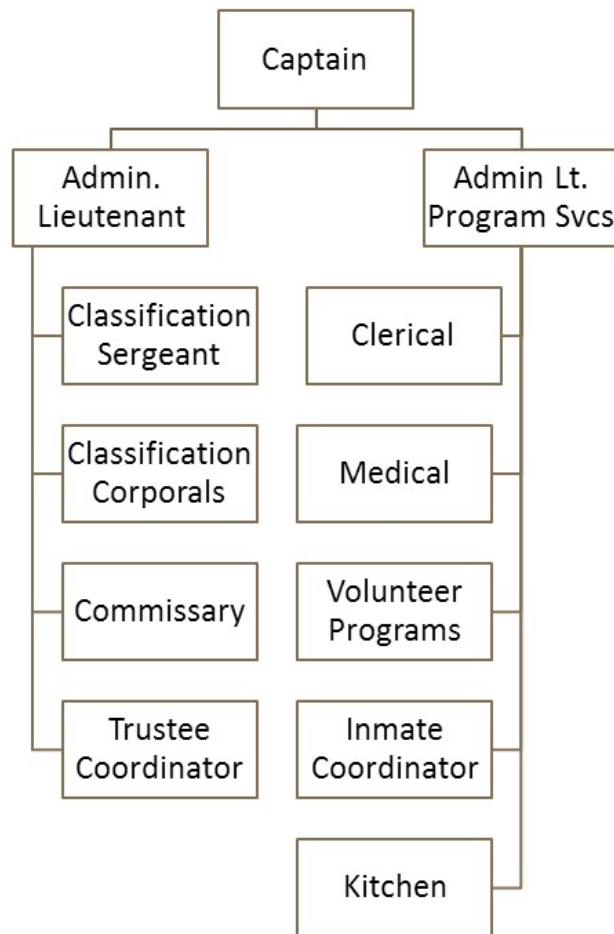 Captain
Admin.
Lieutenant
Admin Lt.
Program Svcs
Classification
Sergeant
Clerical
Classification
Corporals
Medical
Commissary
Volunteer
Programs
Trustee
Coordinator
Inmate
Coordinator
Kitchen